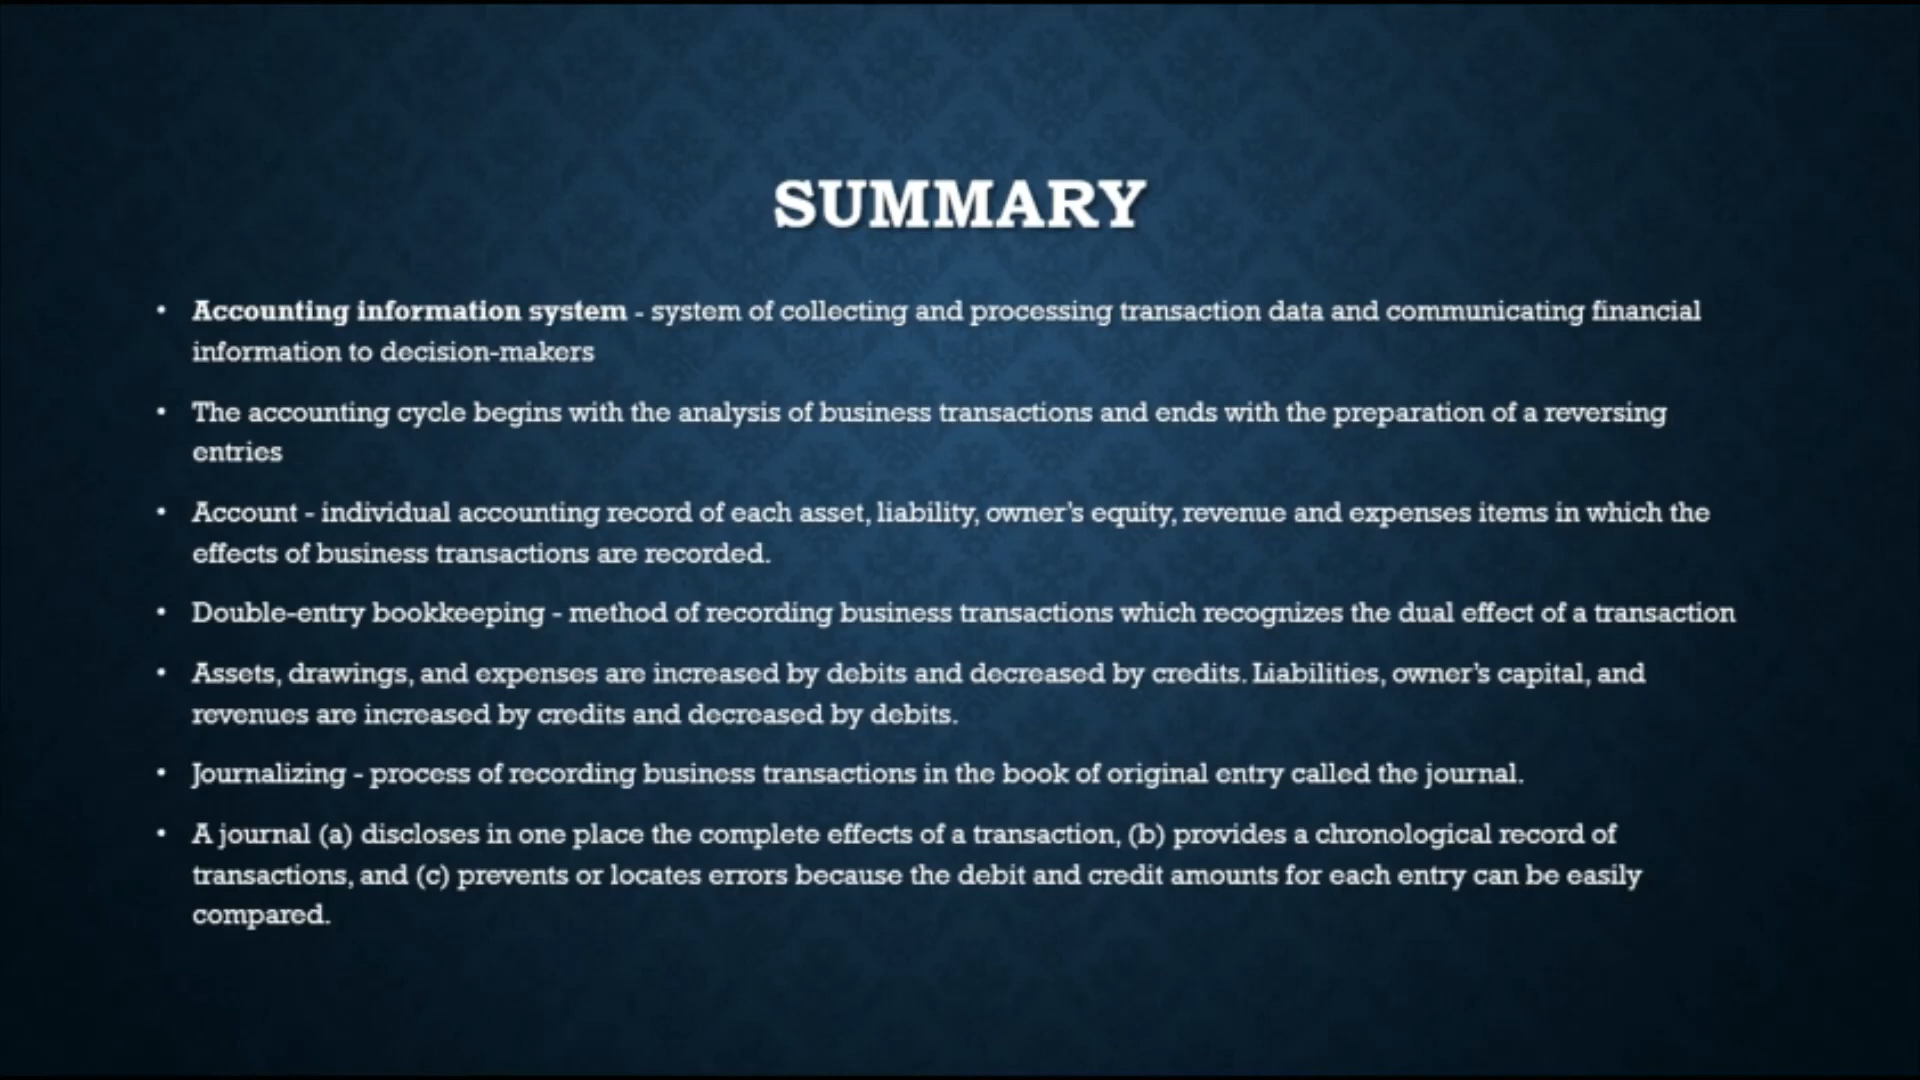 SUMMARY
• Accounting information system - system of collecting and processing transaction data and communicating financial
information to decision-makers
• The accounting cycle begins with the analysis of business transactions and ends with the preparation of a reversing
entries
• Account - individual accounting record of each asset, liability, owner’s equity, revenue and expenses items in which the
effects of business transactions are recorded.
• Double-entry bookkeeping - method of recording business transactions which recognizes the dual effect of a transaction
• Assets, drawings, and expenses are increased by debits and decreased by credits. Liabilities, owner’s capital, and
revenues are increased by credits and decreased by debits.
• Journalizing - process of recording business transactions in the book of original entry called the journal.
• A journal (a) discloses in one place the complete effects of a transaction, (b) provides a chronological record of
transactions, and (c) prevents or locates errors because the debit and credit amounts for each entry can be easily
compared.